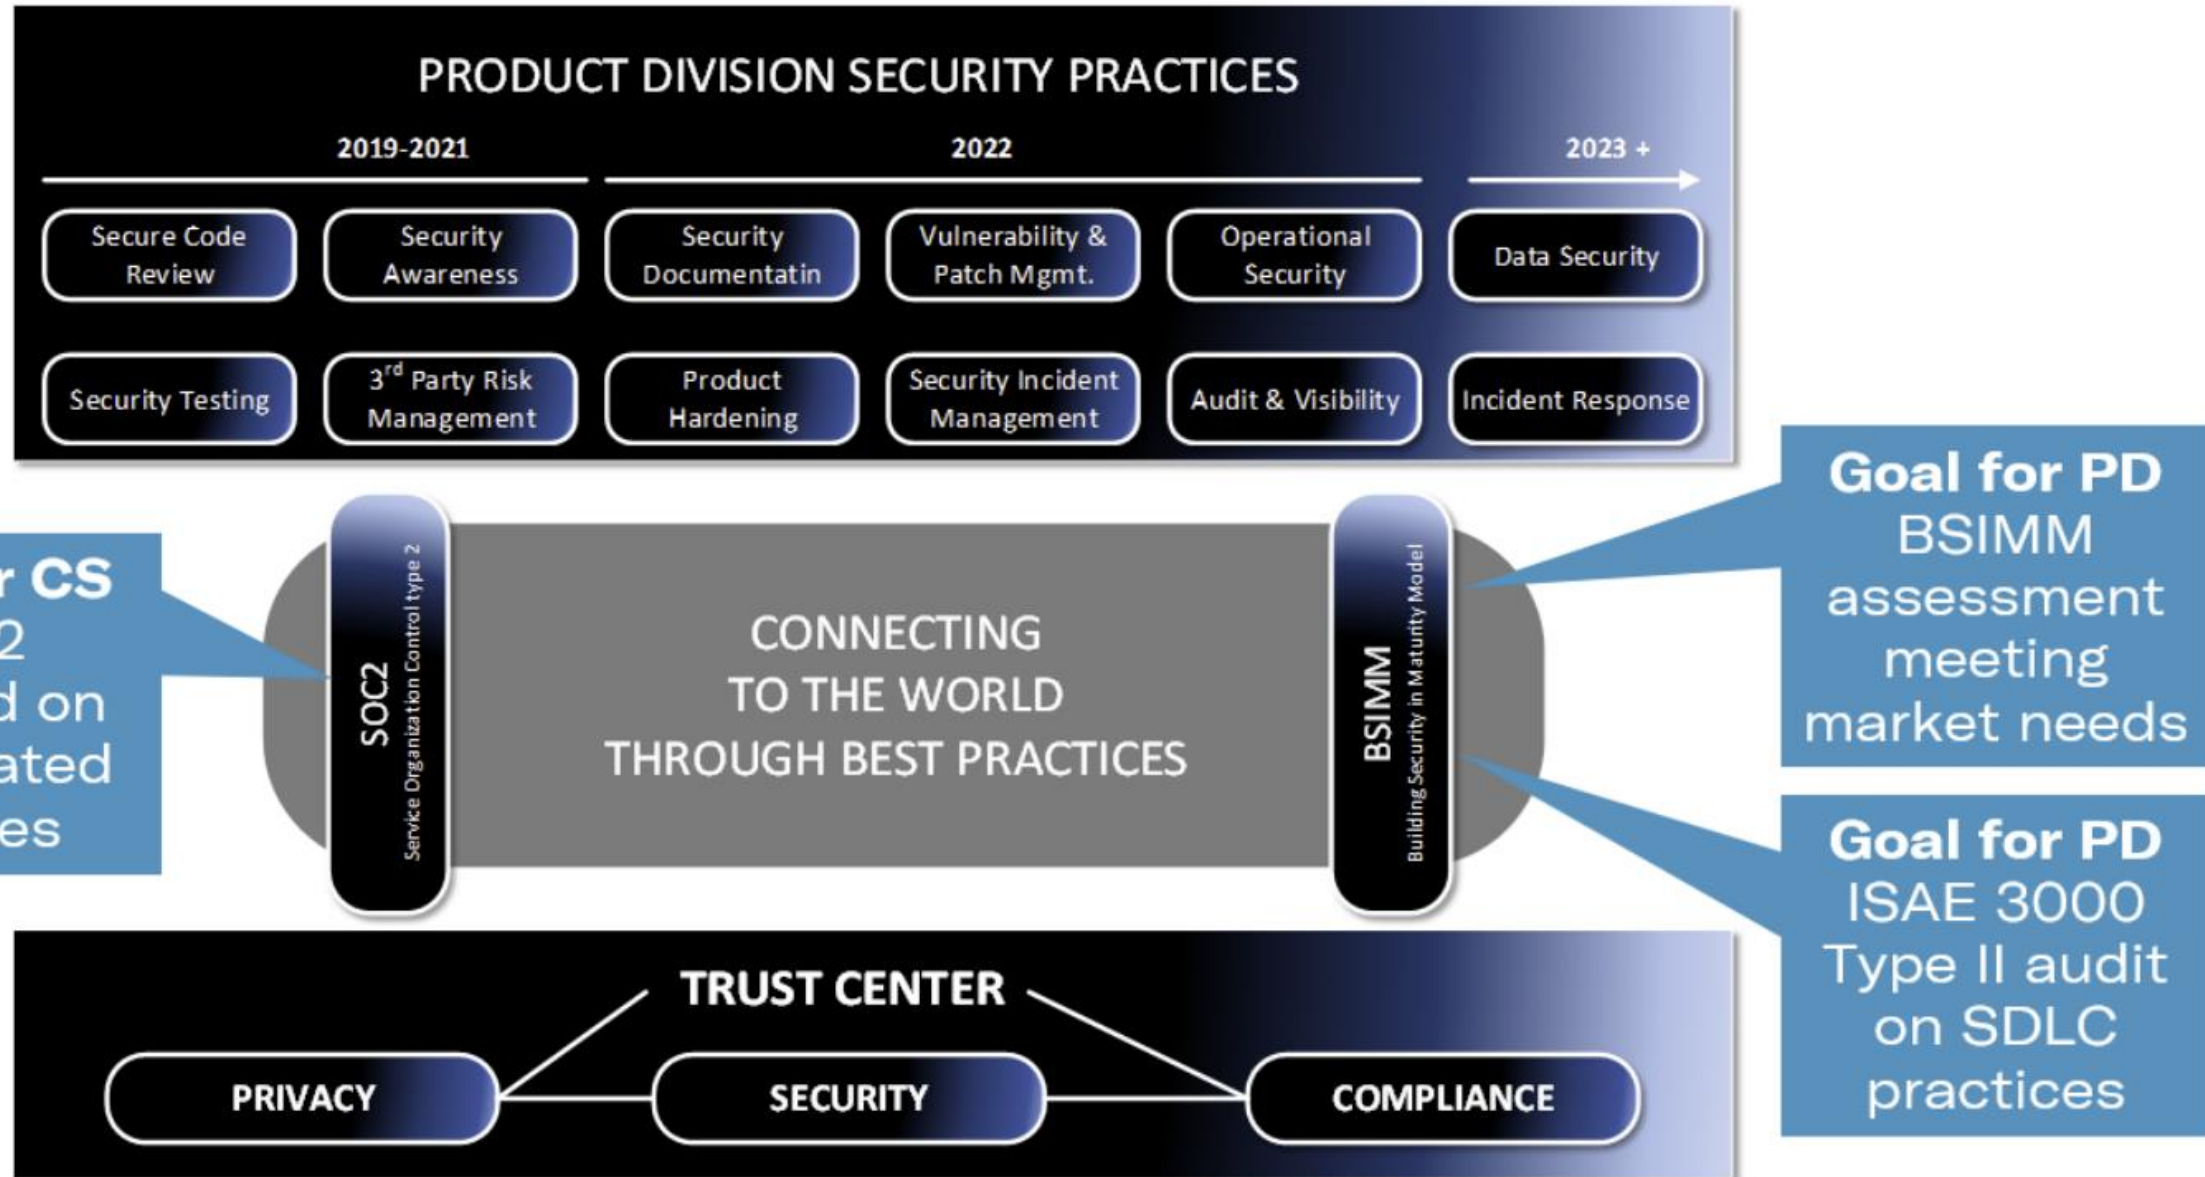 PRODUCT DIVISION SECURITY PRACTICES
2019-2021
2022
2023 +
Secure Code
Review
Security
Awareness
Security
Documentatin
Vulnerability &
Patch Mgmt.
Operational
Security
Data Security
Security Testing
3rd Party Risk
Management
Product
Hardening
Security Incident
Management
Audit & Visibility
Incident Response
r CS
2
d on
ated
es
SOC2
Service Organization Control type 2
CONNECTING
TO THE WORLD
THROUGH BEST PRACTICES
BSIMM
Building Security in Maturity Model
Goal for PD
BSIMM
assessment
meeting
market needs
Goal for PD
ISAE 3000
Type II audit
on SDLC
practices
TRUST CENTER
PRIVACY
SECURITY
COMPLIANCE